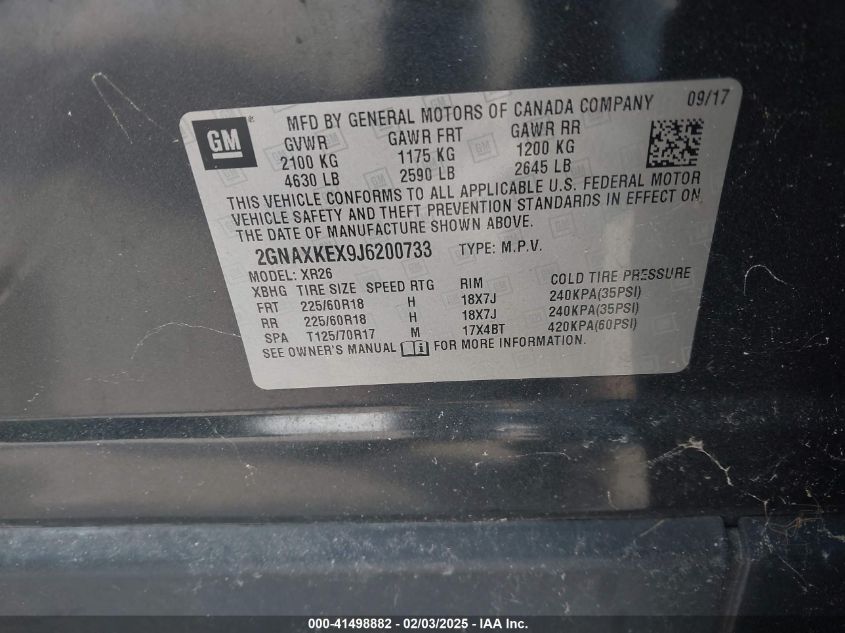 MFD BY GENERAL MOTORS OF CANADA COMPANY 09/17
GM ®
GVWR GAWR FRT GAWR RR
2100 KG 1175 KG 1200 KG
4630 LB 2590 LB 2645 LB
THIS VEHICLE CONFORMS TO ALL APPLICABLE U.S. FEDERAL MOTOR
VEHICLE SAFETY AND THEFT PREVENTION STANDARDS IN EFFECT ON
THE DATE OF MANUFACTURE SHOWN ABOVE.
2GNAXKEX9J6200733 TYPE: M.P.V.
MODEL: XR26
XBHG TIRE SIZE SPEED RTG RIM COLD TIRE PRESSURE
FRT 225/60R18 H 18X7J 240KPA(35PSI)
RR 225/60R18 H 18X7J 240KPA(35PSI)
SPA T125/70R17 M 17X4BT 420KPA(60PSI)
SEE OWNER'S MANUAL FOR MORE INFORMATION.
000-41498882 - 02/03/2025 - IAA Inc.